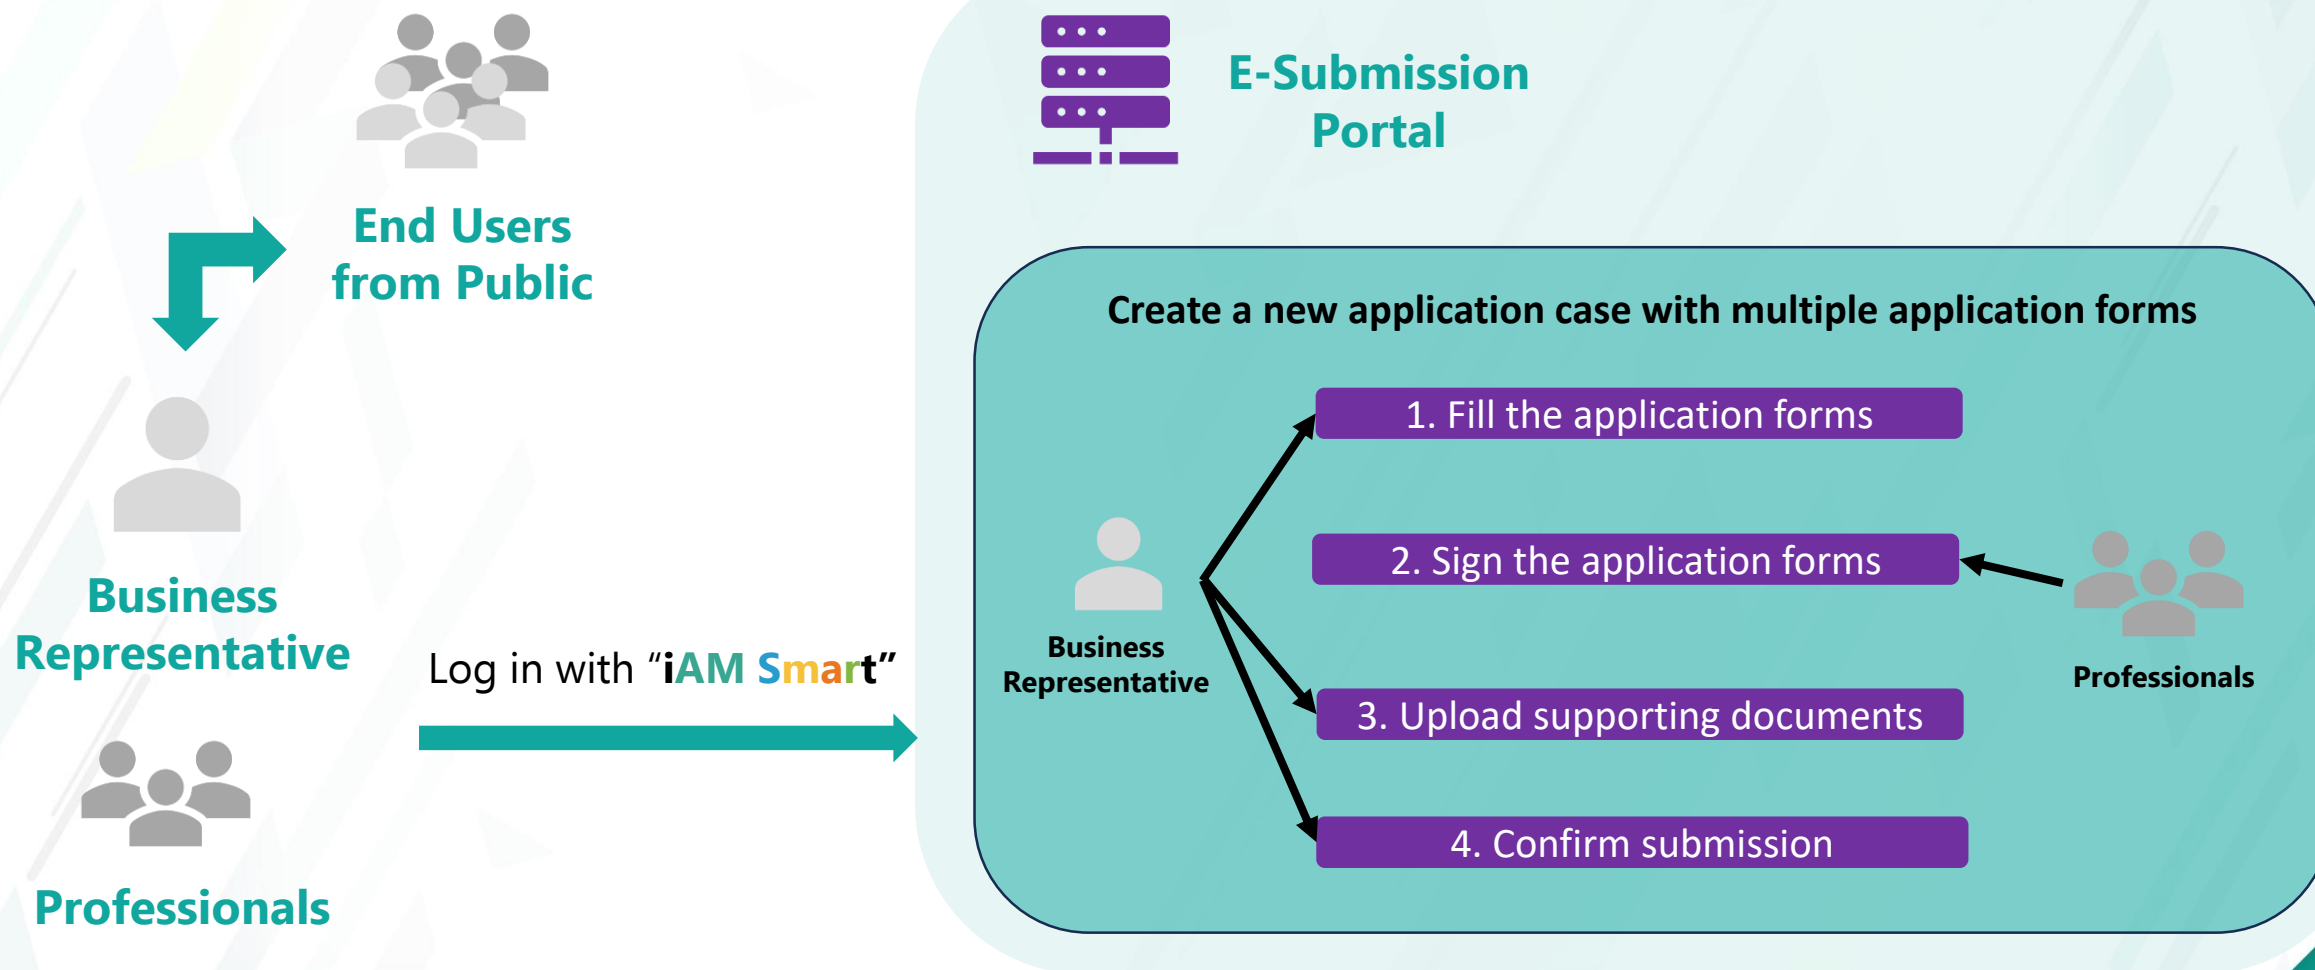 End Users
from Public
Business
Representative
Professionals
Log in with “iAM Smart”
E-Submission
Portal
Create a new application case with multiple application forms
1. Fill the application forms
2. Sign the application forms
3. Upload supporting documents
4. Confirm submission
Business
Representative
Professionals